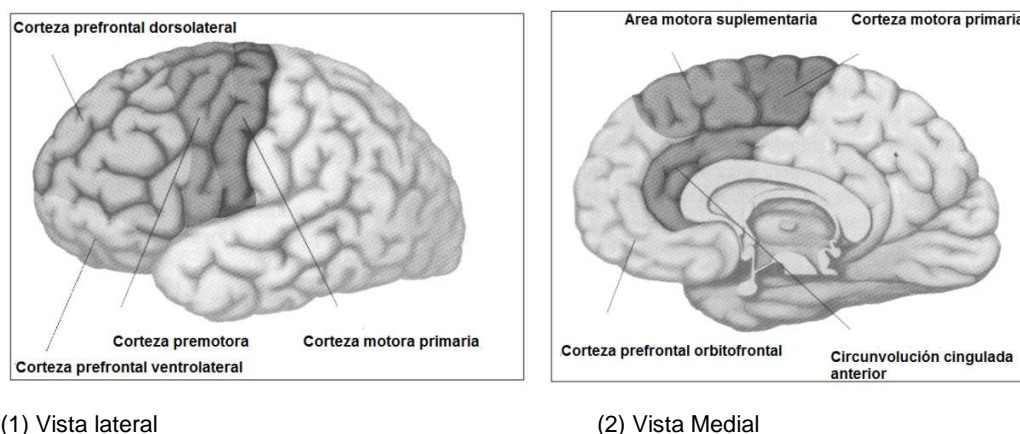 Corteza prefrontal dorsolateral
Corteza premotora
Corteza motora primaria
Corteza prefrontal ventrolateral
Area motora suplementaria
Corteza motora primaria
Corteza prefrontal orbitofrontal
Circunvolución cingulada
anterior
(1) Vista lateral
(2) Vista Medial